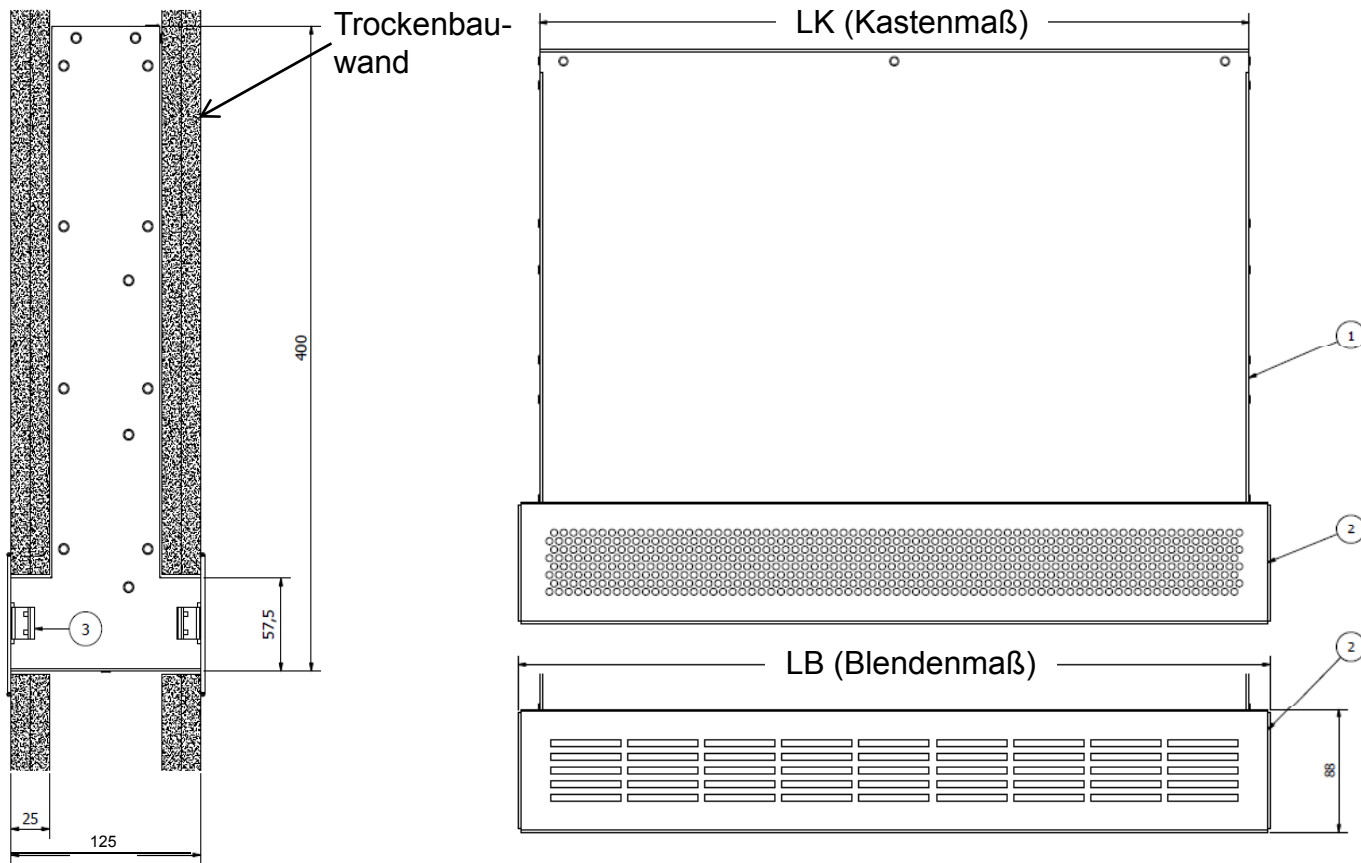 Trockenbau-
wand
LK (Kastenmaß)
400
1
2
57,5
3
LB (Blendenmaß)
2
88
25
125